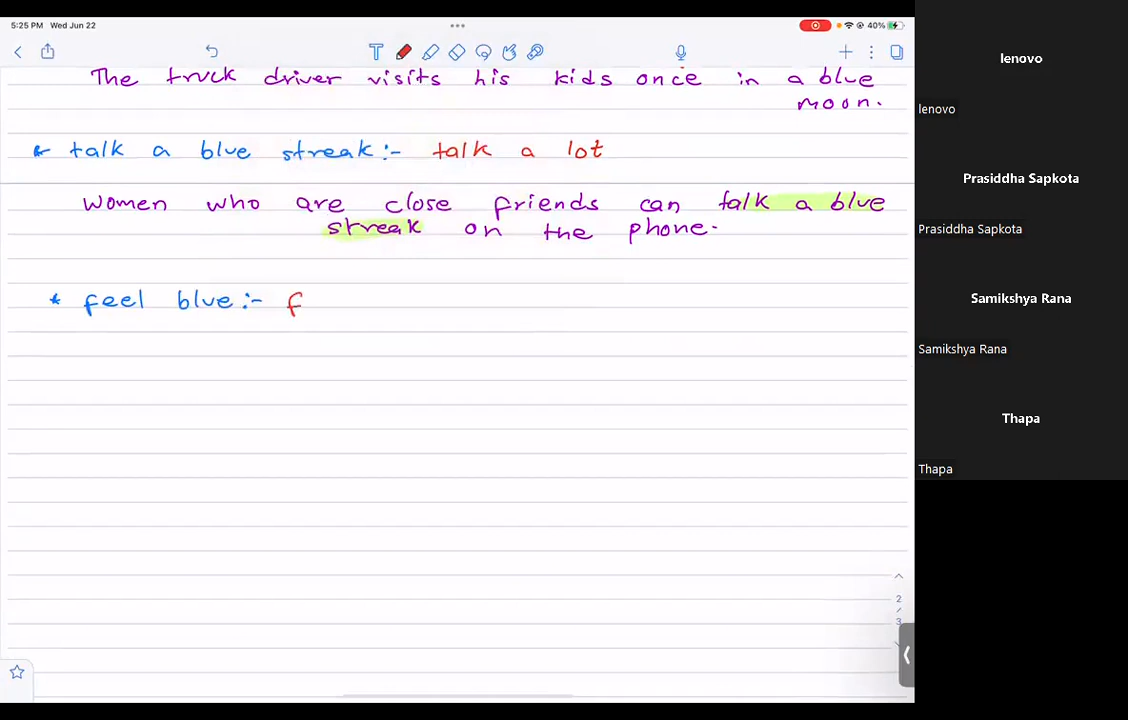 5:25 PM Wed Jun 22
40%
The truck driver visits his kids once in a blue
moon.
* talk a blue streak :- talk a lot
women who are close friends can talk a blue
streak on the phone.
* feel blue :- f
2
/
3
lenovo
lenovo
Prasiddha Sapkota
Prasiddha Sapkota
Samikshya Rana
Samikshya Rana
Thapa
Thapa